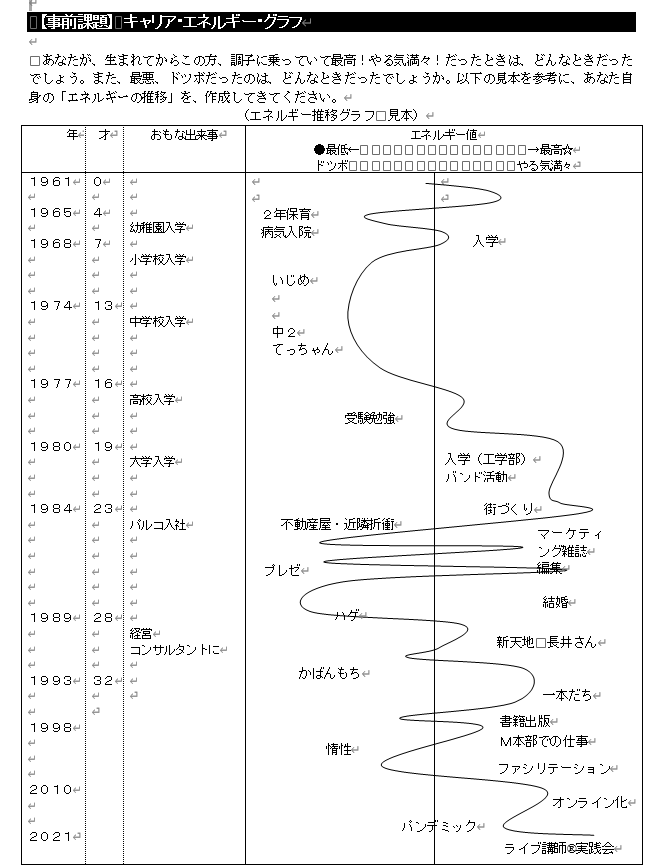 【事前課題】 キャリア・エネルギー・グラフ
あなたが、生まれてからこの方、調子に乗っていて最高！やる気満々！だったときは、どんなときだった
でしょう。また、最悪、ドツボだったのは、どんなときだったでしょうか。以下の見本を参考に、あなた自
身の「エネルギーの推移」を、作成してきてください。
（エネルギー推移グラフ□見本）
年 才 おもな出来事 エネルギー値
●最低←□□□□□□□□□□□□□□□→最高☆
ドツボ□□□□□□□□□□□□□□やる気満々
1961 0
1965 4 2年保育
幼稚園入学 病気入院
1968 7 入学
小学校入学
いじめ
1974 13
中学校入学 中2
てっちゃん
1977 16
高校入学
受験勉強
1980 19
大学入学 入学（工学部）
バンド活動
1984 23 街づくり
パルコ入社 不動産屋・近隣折衝
マーケティ
ング雑誌
プレゼ 編集
結婚
1989 28 ハゲ
経営
コンサルタントに 新天地□長井さん
かばんもち
1993 32
一本だち
1998 書籍出版
M本部での仕事
惰性
ファシリテーション
2010
オンライン化
2021 パンデミック
ライブ講師®実践会